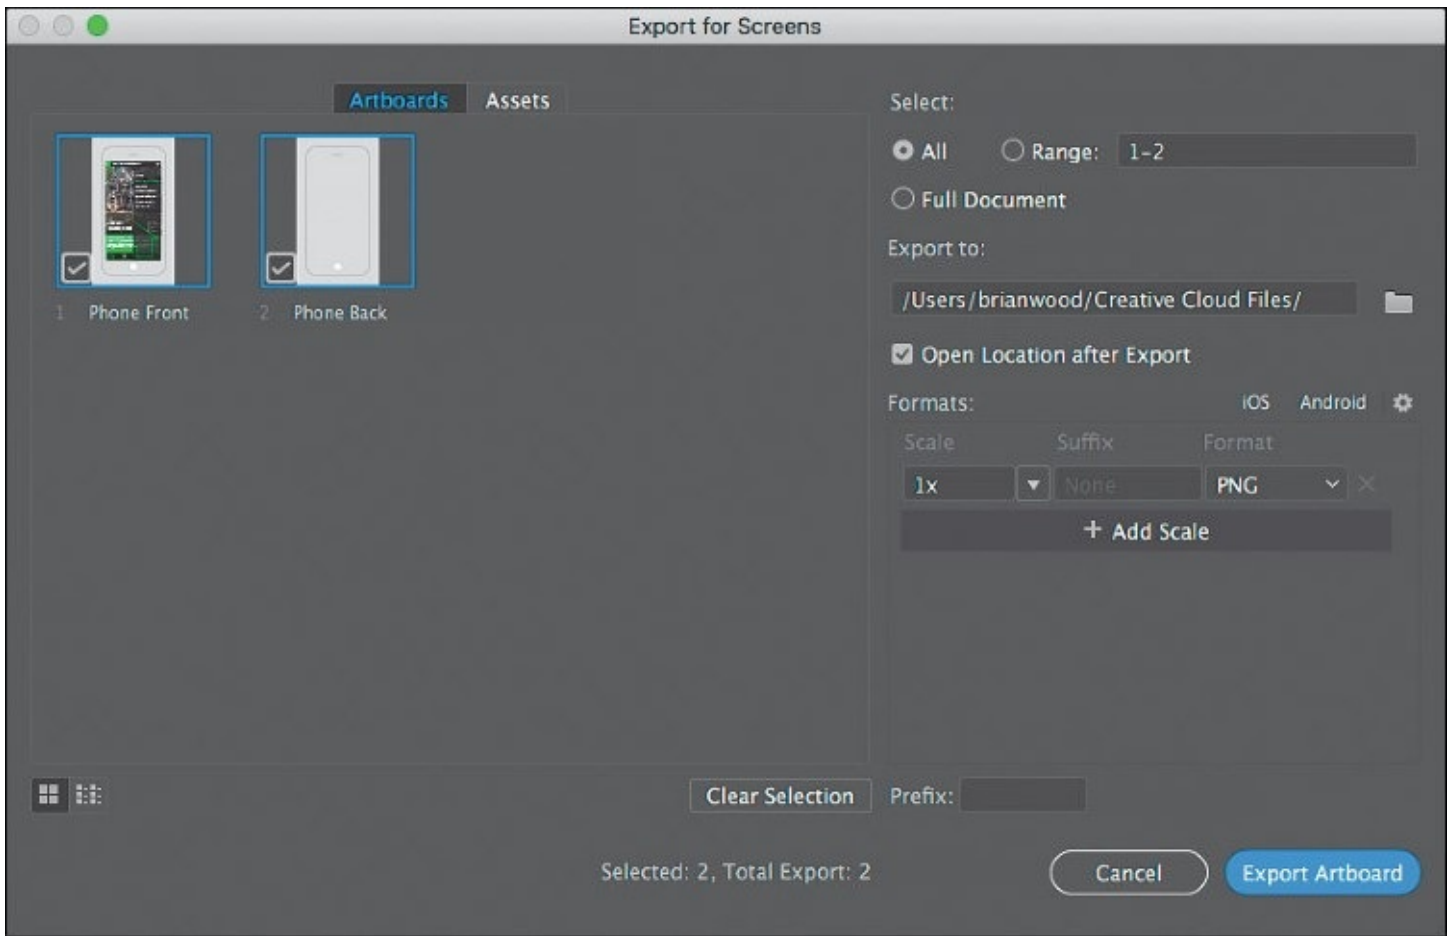 Export for Screens
Artboards Assets
1 Phone Front
2 Phone Back
Select:
All Range: 1-2
Full Document
Export to:
/Users/brianwood/Creative Cloud Files/
Open Location after Export
Formats: iOS Android
Scale Suffix Format
1x None PNG
+ Add Scale
Clear Selection
Prefix:
Selected: 2, Total Export: 2
Cancel
Export Artboard